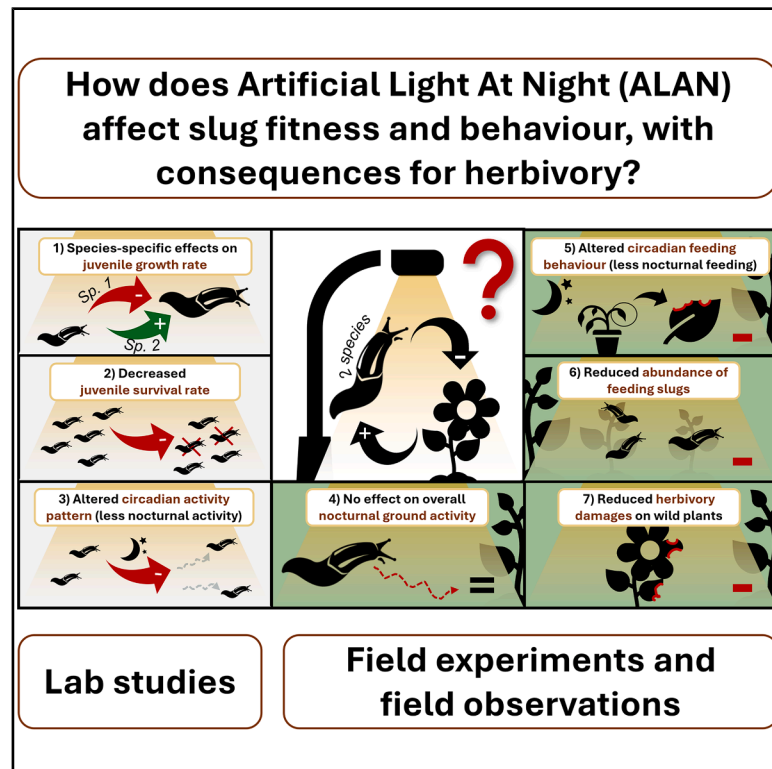 How does Artificial Light At Night (ALAN)
affect slug fitness and behaviour, with
consequences for herbivory?
1) Species-specific effects on
juvenile growth rate
Sp. 1
-
+
Sp. 2
2) Decreased
juvenile survival rate
-
3) Altered circadian activity
pattern (less nocturnal activity)
-
?
2 species
-
+
4) No effect on overall
nocturnal ground activity
=
5) Altered circadian feeding
behaviour (less nocturnal feeding)
-
6) Reduced abundance of
feeding slugs
-
7) Reduced herbivory
damages on wild plants
-
Lab studies
Field experiments and
field observations